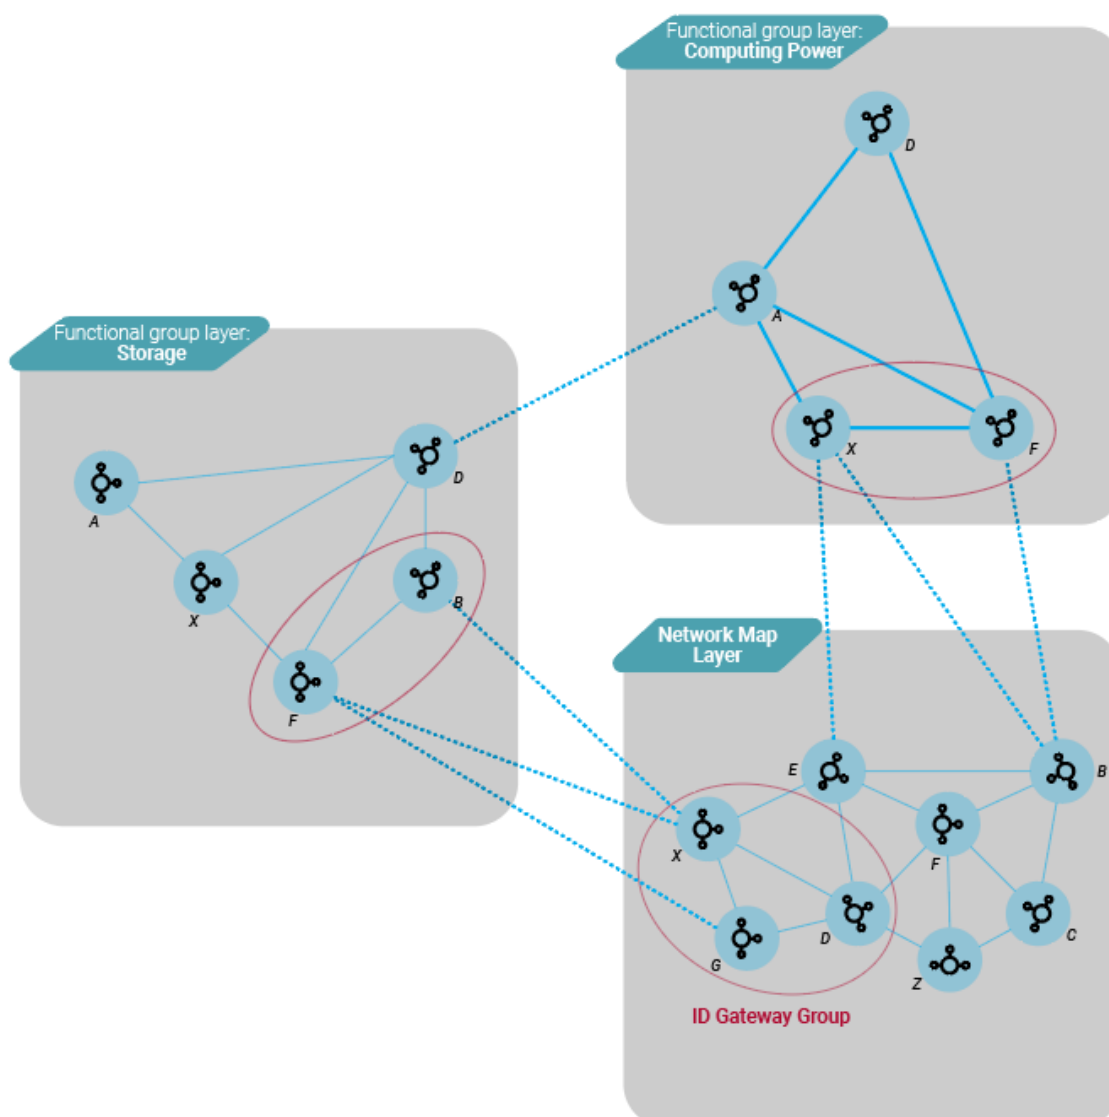 Functional group layer:
Computing Power
D
A
X
F
Functional group layer:
Storage
D
A
B
X
F
Network Map
Layer
E
B
X
F
D
C
G
Z
ID Gateway Group